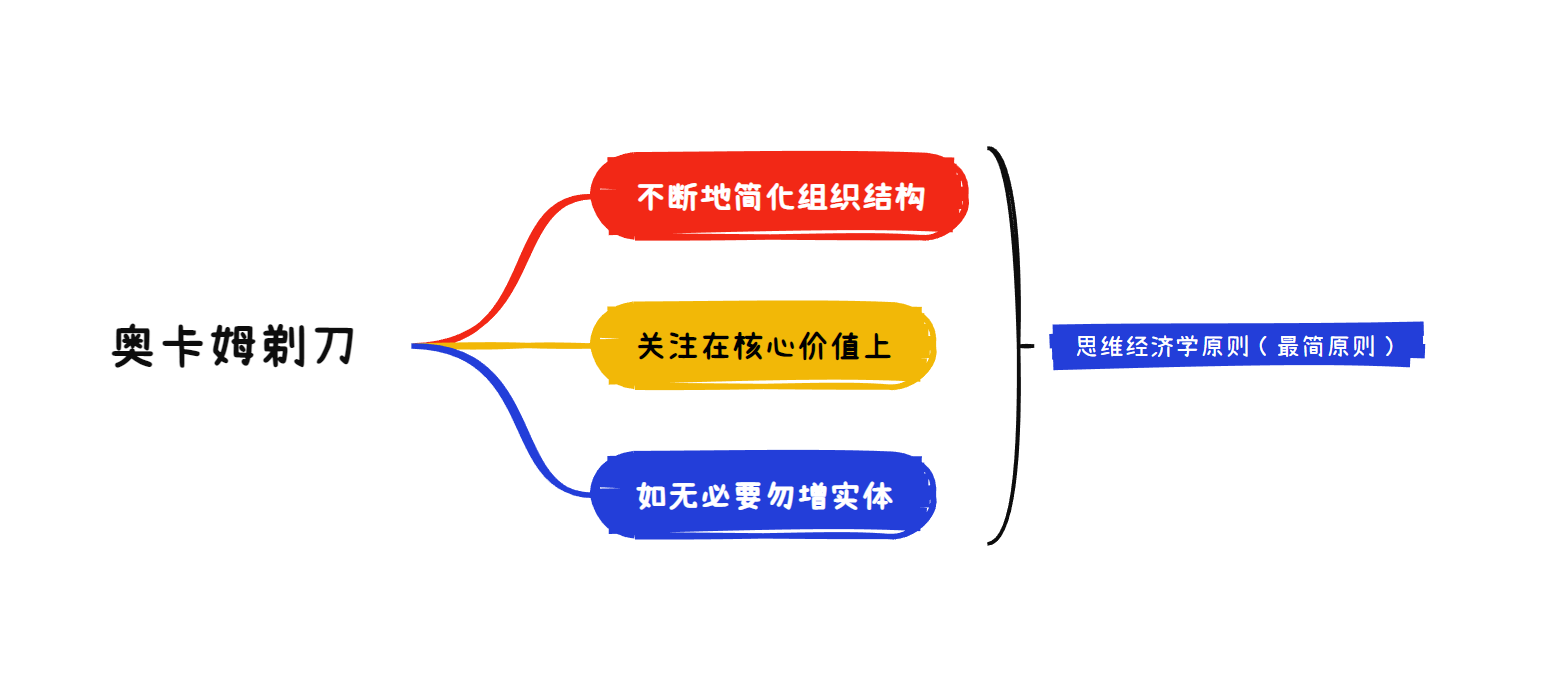 奥卡姆剃刀
不断地简化组织结构
关注在核心价值上
如无必要勿增实体
思维经济学原则（最简原则）